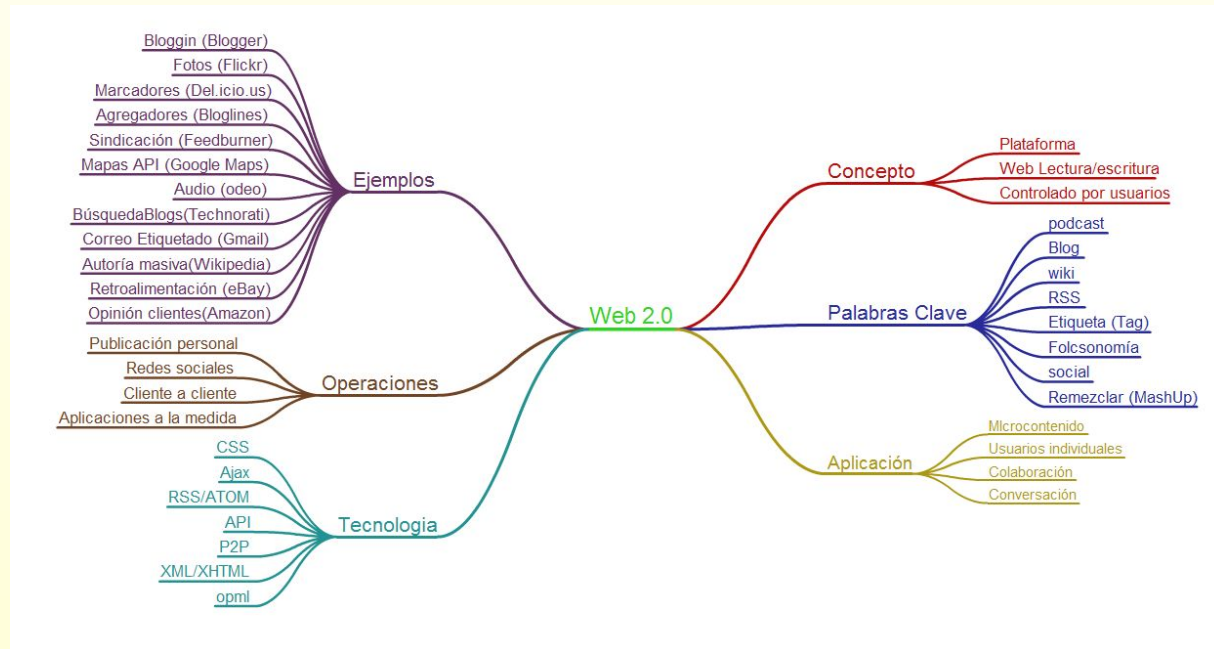 Bloggin (Blogger)
Fotos (Flickr)
Marcadores (Del.icio.us)
Agregadores (Bloglines)
Sindicación (Feedburner)
Mapas API (Google Maps)
Audio (odeo)
BúsquedaBlogs(Technorati)
Correo Etiquetado (Gmail)
Autoría masiva(Wikipedia)
Retroalimentación (eBay)
Opinión clientes(Amazon)
Ejemplos
Publicación personal
Redes sociales
Cliente a cliente
Aplicaciones a la medida
Operaciones
CSS
Ajax
RSS/ATOM
API
P2P
XML/XHTML
opml
Tecnologia
Web 2.0
Concepto
Plataforma
Web Lectura/escritura
Controlado por usuarios
Palabras Clave
podcast
Blog
wiki
RSS
Etiqueta (Tag)
Folcsonomía
social
Remezclar (MashUp)
Aplicación
MIcrocontenido
Usuarios individuales
Colaboración
Conversación